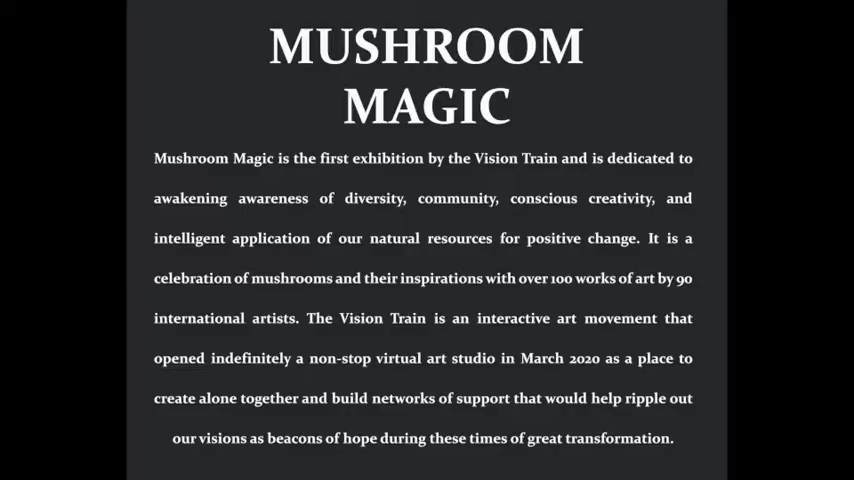 MUSHROOM
MAGIC
Mushroom Magic is the first exhibition by the Vision Train and is dedicated to
awakening awareness of diversity, community, conscious creativity, and
intelligent application of our natural resources for positive change. It is a
celebration of mushrooms and their inspirations with over 100 works of art by 90
international artists. The Vision Train is an interactive art movement that
opened indefinitely a non-stop virtual art studio in March 2020 as a place to
create alone together and build networks of support that would help ripple out
our visions as beacons of hope during these times of great transformation.